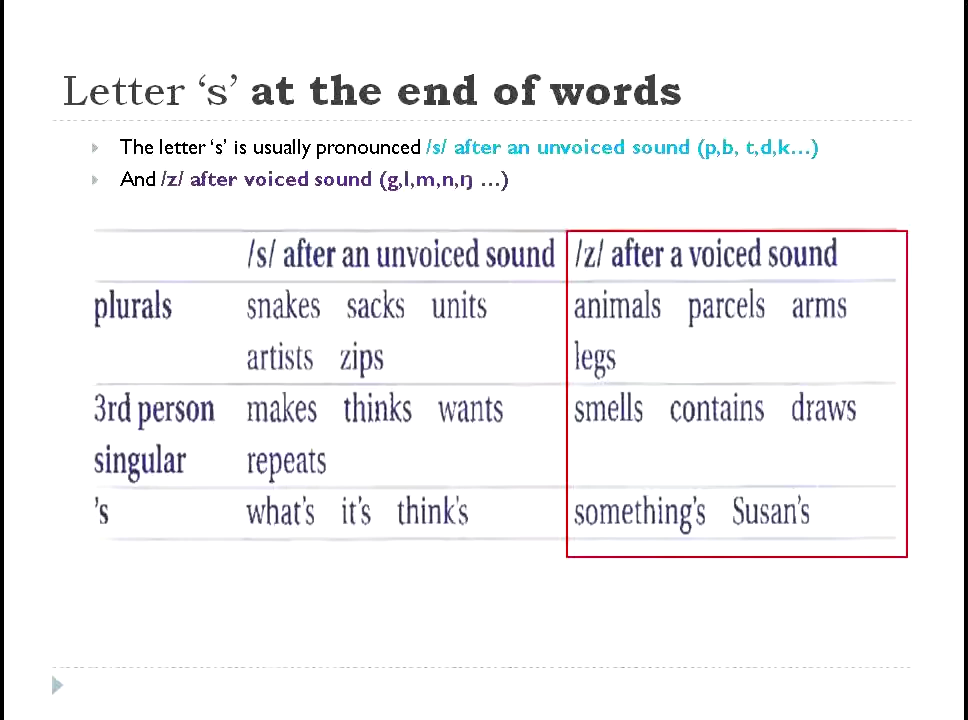 Letter ‘s’ at the end of words
The letter ‘s’ is usually pronounced /s/ after an unvoiced sound (p,b, t,d,k…)
And /z/ after voiced sound (g,l,m,n,ŋ …)
/s/ after an unvoiced sound /z/ after a voiced sound
plurals snakes sacks units animals parcels arms
artists zips legs
3rd person makes thinks wants smells contains draws
singular repeats
’s what's it's think's something's Susan's